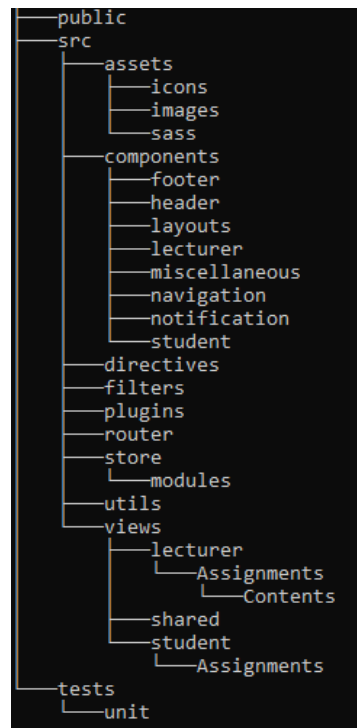 public
src
assets
icons
images
sass
components
footer
header
layouts
lecturer
miscellaneous
navigation
notification
student
directives
filters
plugins
router
store
modules
utils
views
lecturer
Assignments
Contents
shared
student
Assignments
tests
unit